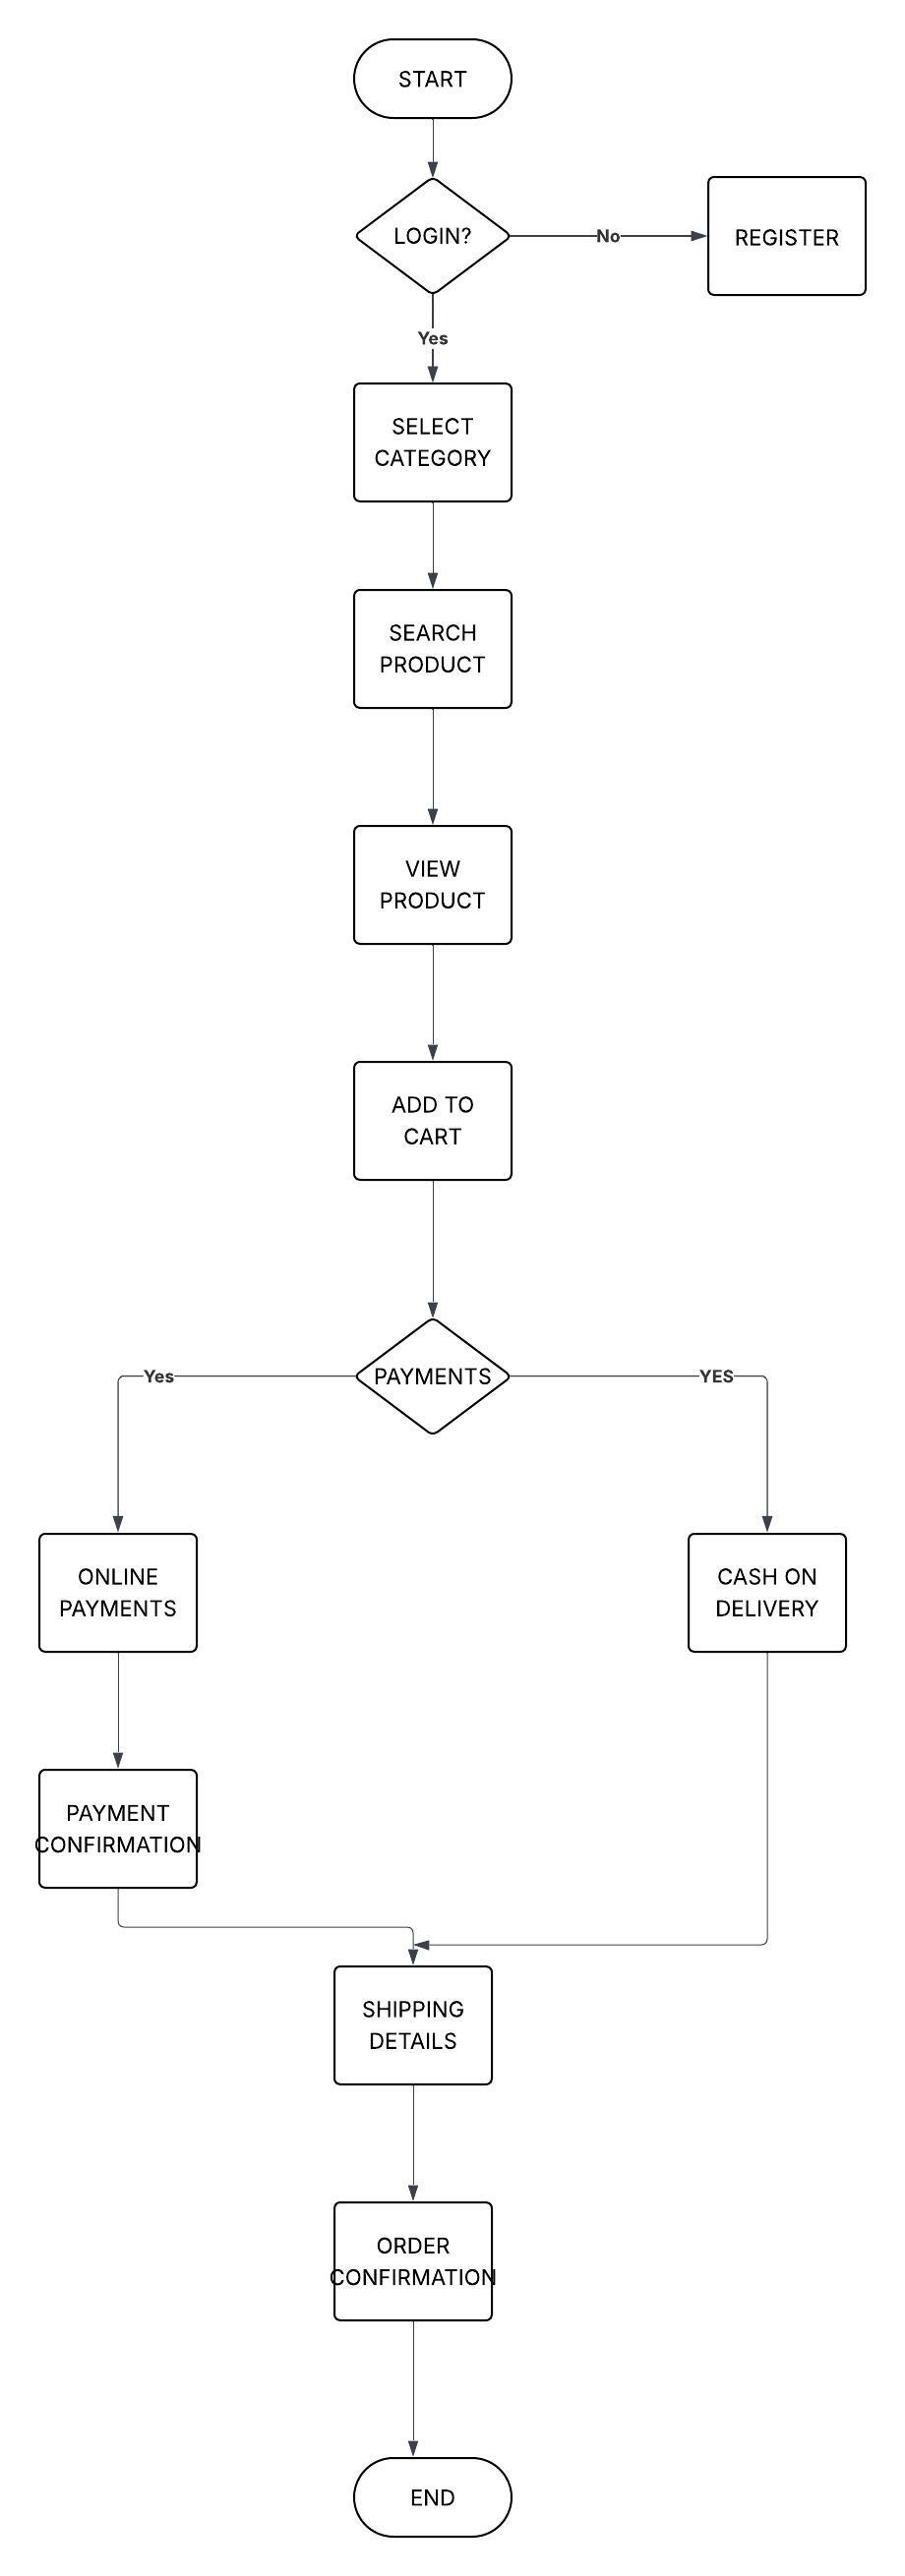 START
LOGIN?
No
REGISTER
Yes
SELECT
CATEGORY
SEARCH
PRODUCT
VIEW
PRODUCT
ADD TO
CART
Yes
PAYMENTS
YES
ONLINE
PAYMENTS
CASH ON
DELIVERY
PAYMENT
CONFIRMATION
SHIPPING
DETAILS
ORDER
CONFIRMATION
END